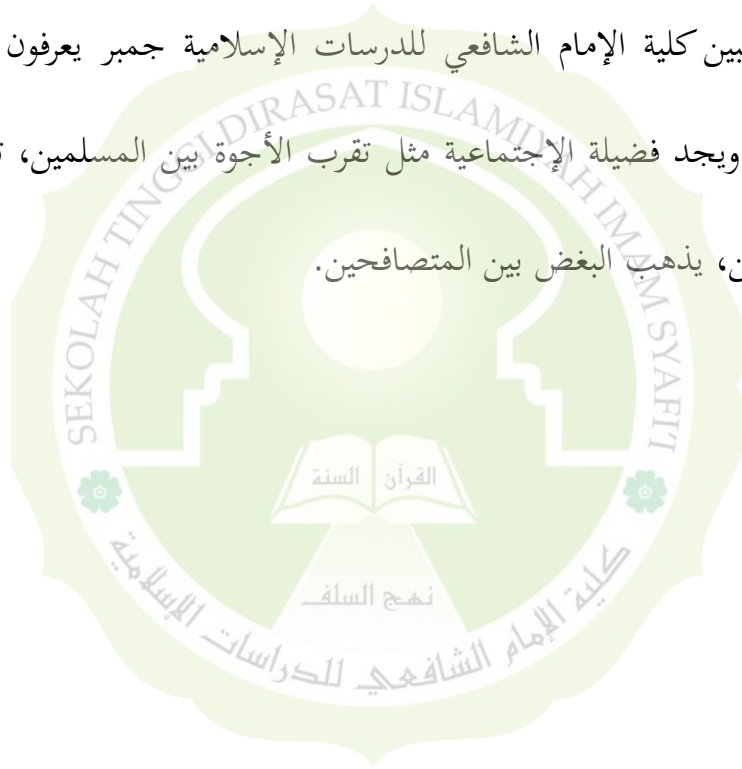 بين كلية الإمام الشافعي للدرسات الإسلامية جمبر يعرفون
ويجد فضيلة الإجتماعية مثل تقرب الأجوة بين المسلمين،
يذهب البغض بين المتصافحين.
SEKOLAH TINGGI DIRASAT ISLAMIYAH IMAM SYAFI'I
القرآن السنة
نهج السلف
كلية الإمام الشافعي للدراسات الإسلامية